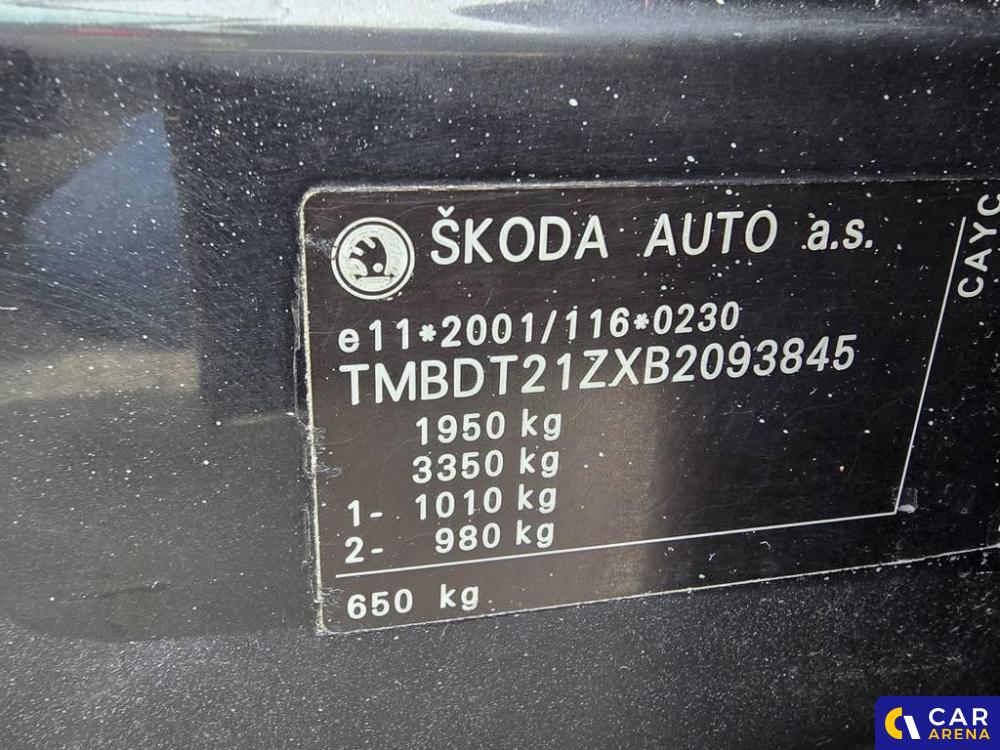 ŠKODA AUTO a.s.
e11*2001/116*0230
TMBDT21ZXB2093845
1950 kg
3350 kg
1- 1010 kg
2- 980 kg
650 kg
CAYC
CAR
ARENA